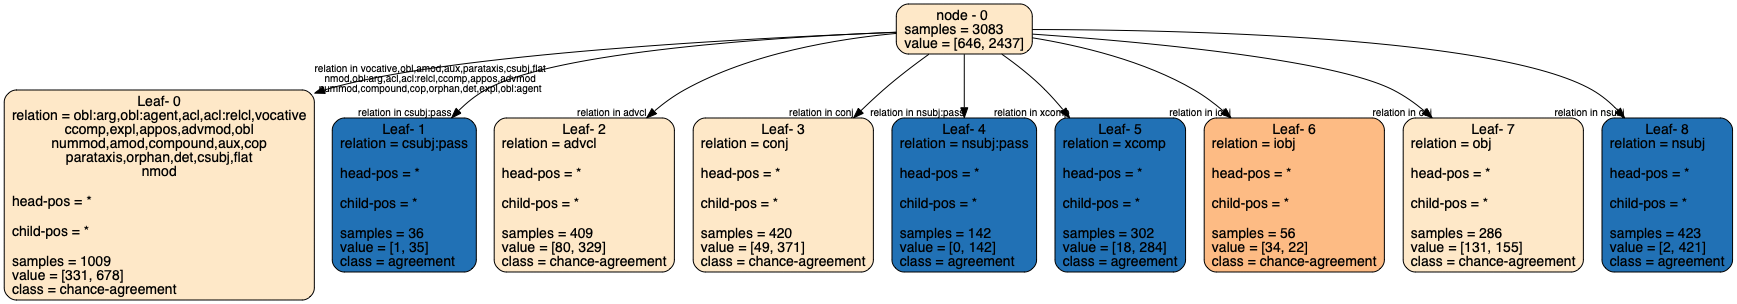 node - 0
samples = 3083
value = [646, 2437]
relation in vocative,obl,amod,aux,parataxis,csubj,flat
nmod,obl:arg,acl,acl:relcl,ccomp,appos,advmod
nummod,compound,cop,orphan,det,expl,obl:agent
relation in csubj:pass
relation in advcl
relation in conj
relation in nsubj:pass
relation in xcomp
relation in iobj
relation in obj
relation in nsubj
Leaf- 0
relation = obl:arg,obl:agent,acl,acl:relcl,vocative
ccomp,expl,appos,advmod,obl
nummod,amod,compound,aux,cop
parataxis,orphan,det,csubj,flat
nmod
head-pos = *
child-pos = *
samples = 1009
value = [331, 678]
class = chance-agreement
Leaf- 1
relation = csubj:pass
head-pos = *
child-pos = *
samples = 36
value = [1, 35]
class = agreement
Leaf- 2
relation = advcl
head-pos = *
child-pos = *
samples = 409
value = [80, 329]
class = chance-agreement
Leaf- 3
relation = conj
head-pos = *
child-pos = *
samples = 420
value = [49, 371]
class = chance-agreement
Leaf- 4
relation = nsubj:pass
head-pos = *
child-pos = *
samples = 142
value = [0, 142]
class = agreement
Leaf- 5
relation = xcomp
head-pos = *
child-pos = *
samples = 302
value = [18, 284]
class = agreement
Leaf- 6
relation = iobj
head-pos = *
child-pos = *
samples = 56
value = [34, 22]
class = chance-agreement
Leaf- 7
relation = obj
head-pos = *
child-pos = *
samples = 286
value = [131, 155]
class = chance-agreement
Leaf- 8
relation = nsubj
head-pos = *
child-pos = *
samples = 423
value = [2, 421]
class = agreement